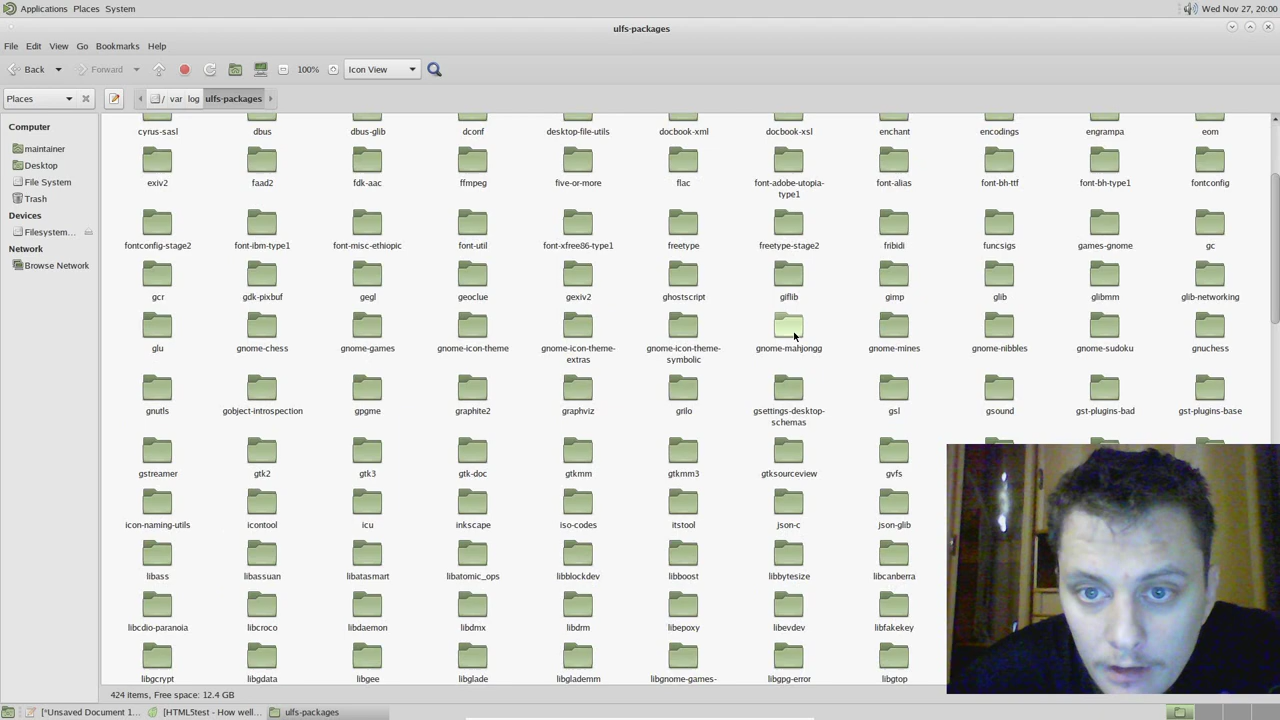 Applications Places System Wed Nov 27, 20:00
ulfs-packages
File Edit View Go Bookmarks Help
Back Forward 100% Icon View
Places / var log ulfs-packages
Computer
maintainer
Desktop
File System
Trash
Devices
Filesystem...
Network
Browse Network
cyrus-sasl dbus dbus-glib dconf desktop-file-utils docbook-xml docbook-xsl enchant encodings engrampa eom
exiv2 faad2 fdk-aac ffmpeg five-or-more flac font-adobe-utopia- font-alias font-bh-ttf font-bh-type1 fontconfig
type1
fontconfig-stage2 font-ibm-type1 font-misc-ethiopic font-util font-xfree86-type1 freetype freetype-stage2 fribidi funcsigs games-gnome gc
gcr gdk-pixbuf gegl geoclue gexiv2 ghostscript giflib gimp glib glibmm glib-networking
glu gnome-chess gnome-games gnome-icon-theme gnome-icon-theme- gnome-icon-theme- gnome-mahjongg gnome-mines gnome-nibbles gnome-sudoku gnuchess
extras symbolic
gnutls gobject-introspection gpgme graphite2 graphviz grilo gsettings-desktop- gsl gsound gst-plugins-bad gst-plugins-base
schemas
gstreamer gtk2 gtk3 gtk-doc gtkmm gtkmm3 gtksourceview gvfs
icon-naming-utils icontool icu inkscape iso-codes itstool json-c json-glib
libass libassuan libatasmart libatomic_ops libblockdev libboost libbytesize libcanberra
libcdio-paranoia libcroco libdaemon libdmx libdrm libepoxy libevdev libfakekey
libgcrypt libgdata libgee libglade libglademm libgnome-games- libgpg-error libgtop
424 items, Free space: 12.4 GB
[*Unsaved Document 1... [HTML5test - How well... ulfs-packages